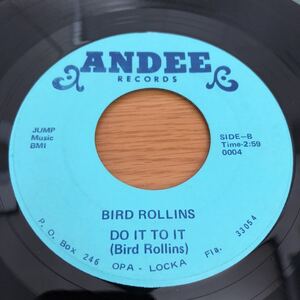 ANDEE
RECORDS
JUMP
Music
BMI
SIDE-B
Time-2:59
0004
BIRD ROLLINS
DO IT TO IT
(Bird Rollins)
P. O. Box 246 OPA - LOCKA Fla. 33054